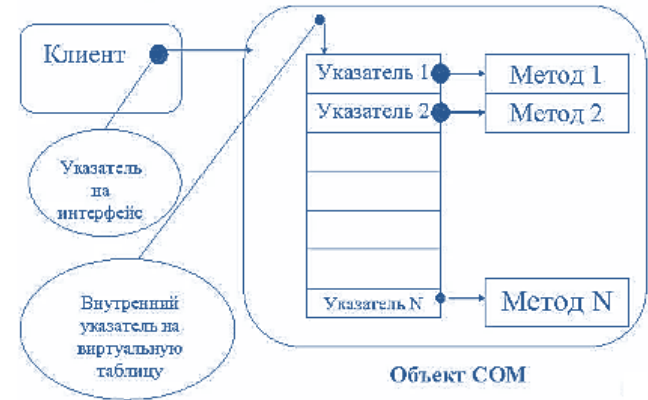 Клиент
Указатель 1
Метод 1
Указатель 2
Метод 2
Указатель
на
интерфейс
Внутренний
указатель на
виртуальную
таблицу
Указатель N
Метод N
Объект COM